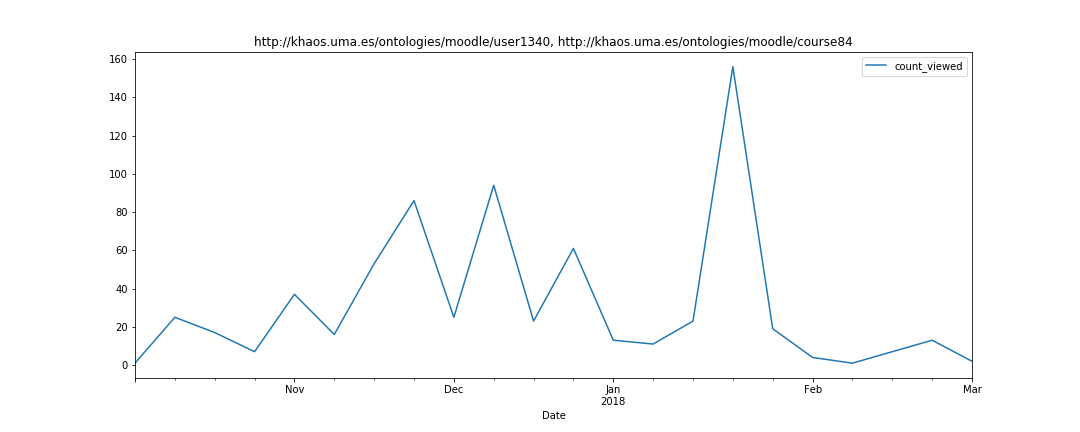 http://khaos.uma.es/ontologies/moodle/user1340, http://khaos.uma.es/ontologies/moodle/course84
count_viewed
160
140
120
100
80
60
40
20
0
Nov
Dec
Jan
2018
Feb
Mar
Date